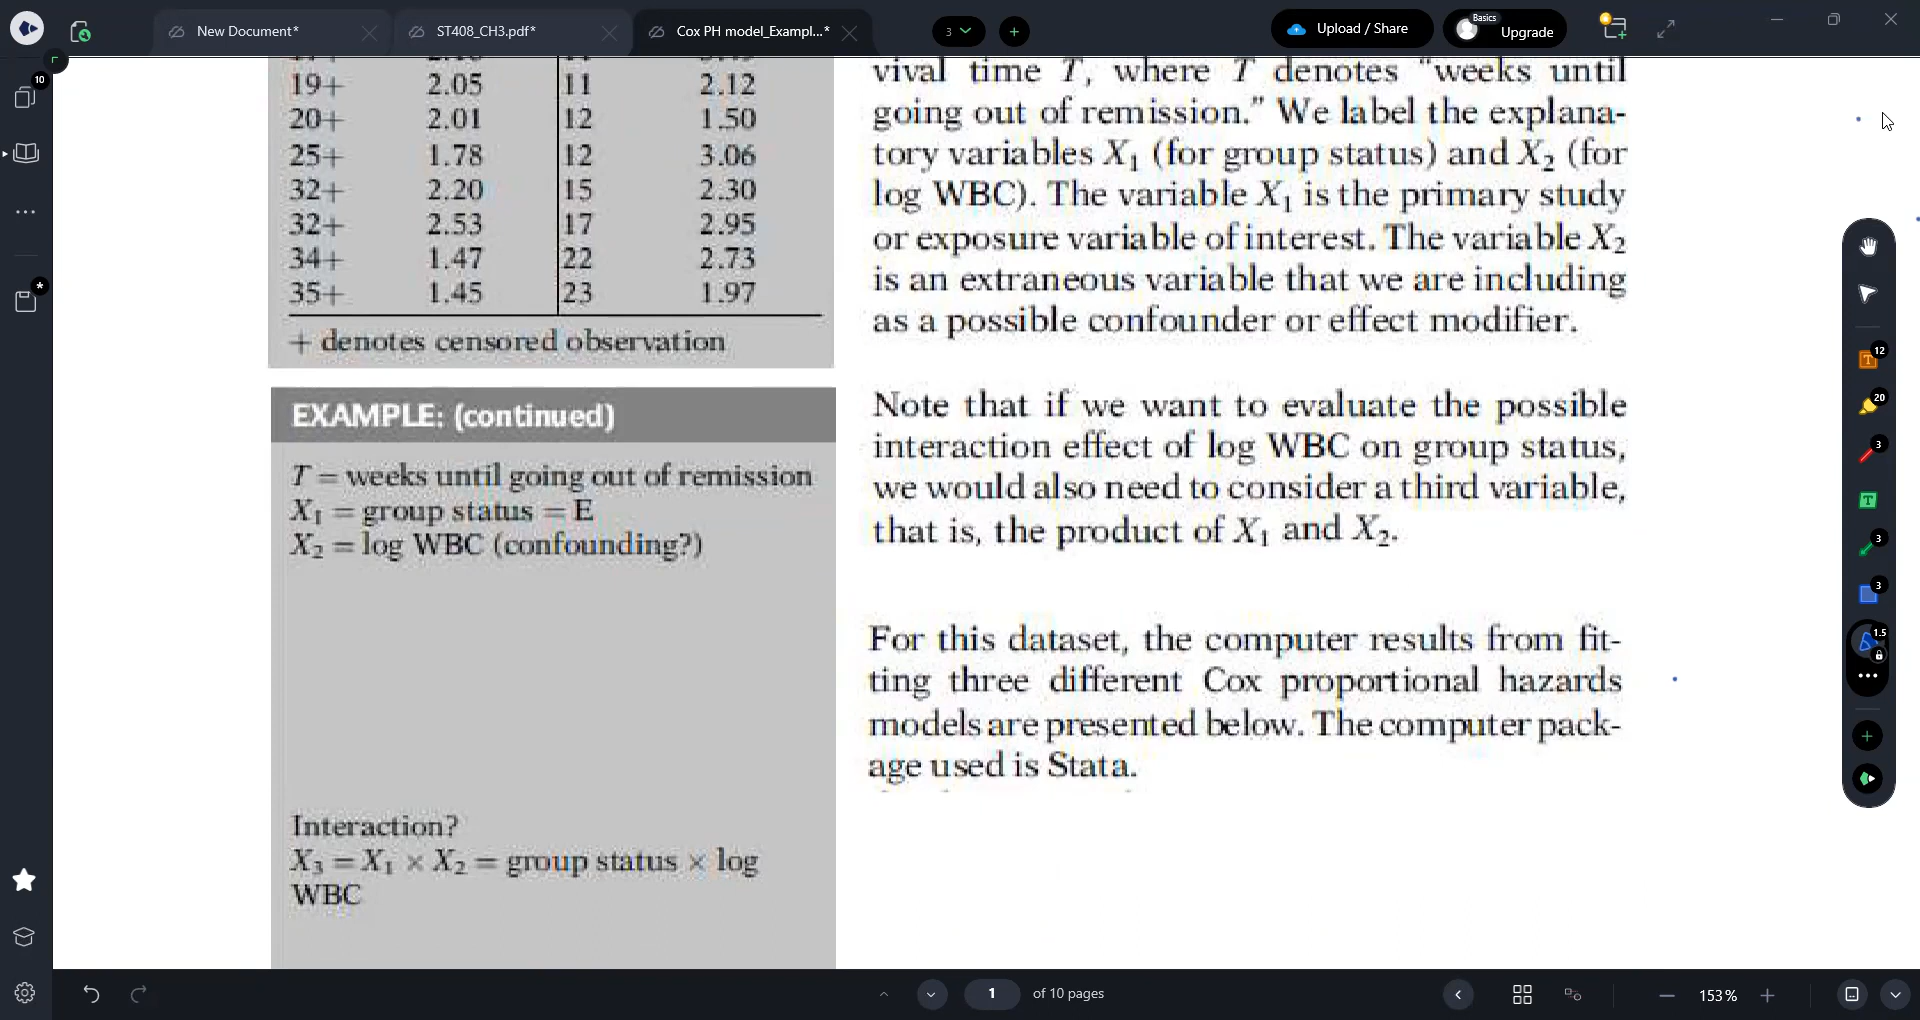 New Document*
ST408_CH3.pdf*
Cox PH model_Exampl...*
3
Upload / Share
Basics
Upgrade
10
19+ 2.05 11 2.12
20+ 2.01 12 1.50
25+ 1.78 12 3.06
32+ 2.20 15 2.30
32+ 2.53 17 2.95
34+ 1.47 22 2.73
35+ 1.45 23 1.97
+ denotes censored observation
EXAMPLE: (continued)
T = weeks until going out of remission
X₁ = group status = E
X₂ = log WBC (confounding?)
Interaction?
X₃ = X₁ × X₂ = group status × log
WBC
vival time T, where T denotes "weeks until
going out of remission." We label the explana-
tory variables X₁ (for group status) and X₂ (for
log WBC). The variable X₁ is the primary study
or exposure variable of interest. The variable X₂
is an extraneous variable that we are including
as a possible confounder or effect modifier.
Note that if we want to evaluate the possible
interaction effect of log WBC on group status,
we would also need to consider a third variable,
that is, the product of X₁ and X₂.
For this dataset, the computer results from fit-
ting three different Cox proportional hazards
models are presented below. The computer pack-
age used is Stata.
T 12
20
3
T
3
3
1.5
1 of 10 pages
153%